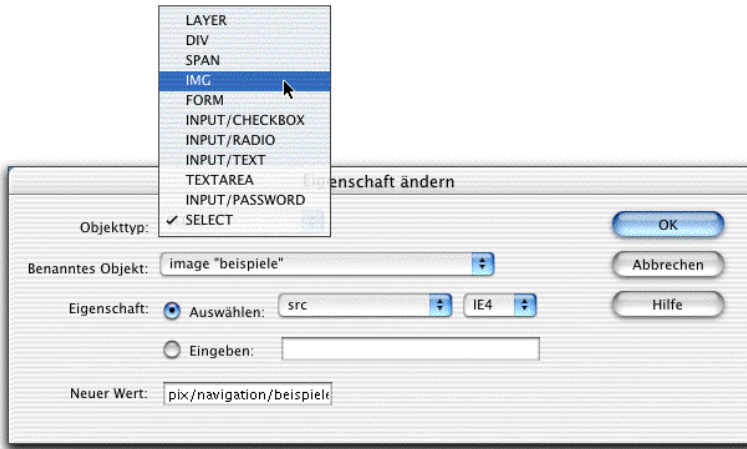 LAYER
DIV
SPAN
IMG
FORM
INPUT/CHECKBOX
INPUT/RADIO
INPUT/TEXT
TEXTAREA
INPUT/PASSWORD
✓ SELECT
Eigenschaft ändern
Objekttyp:
OK
Benanntes Objekt: image "beispiele"
Abbrechen
Eigenschaft: Auswählen: src IE4
Hilfe
Eingeben:
Neuer Wert: pix/navigation/beispiele